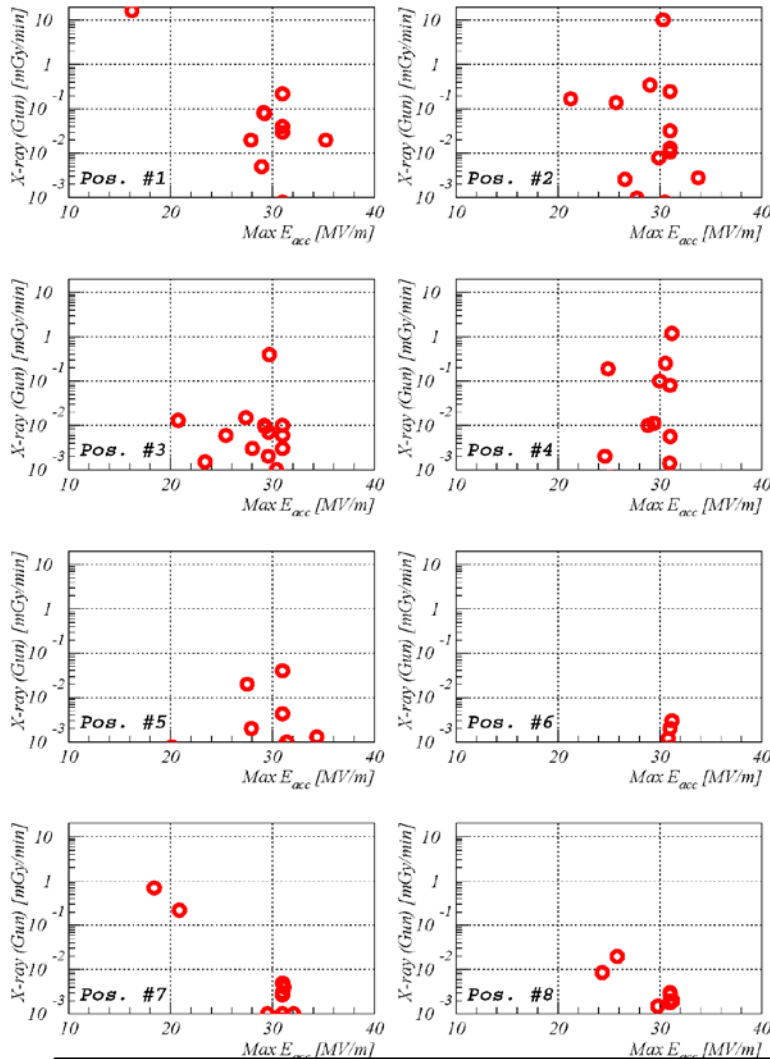 X-ray (Gun) [mGy/min]
10
1
10⁻¹
10⁻²
10⁻³
Pos. #1
10 20 30 40
Max E_acc [MV/m]
X-ray (Gun) [mGy/min]
10
1
10⁻¹
10⁻²
10⁻³
Pos. #2
10 20 30 40
Max E_acc [MV/m]
X-ray (Gun) [mGy/min]
10
1
10⁻¹
10⁻²
10⁻³
Pos. #3
10 20 30 40
Max E_acc [MV/m]
X-ray (Gun) [mGy/min]
10
1
10⁻¹
10⁻²
10⁻³
Pos. #4
10 20 30 40
Max E_acc [MV/m]
X-ray (Gun) [mGy/min]
10
1
10⁻¹
10⁻²
10⁻³
Pos. #5
10 20 30 40
Max E_acc [MV/m]
X-ray (Gun) [mGy/min]
10
1
10⁻¹
10⁻²
10⁻³
Pos. #6
10 20 30 40
Max E_acc [MV/m]
X-ray (Gun) [mGy/min]
10
1
10⁻¹
10⁻²
10⁻³
Pos. #7
10 20 30 40
Max E_acc [MV/m]
X-ray (Gun) [mGy/min]
10
1
10⁻¹
10⁻²
10⁻³
Pos. #8
10 20 30 40
Max E_acc [MV/m]